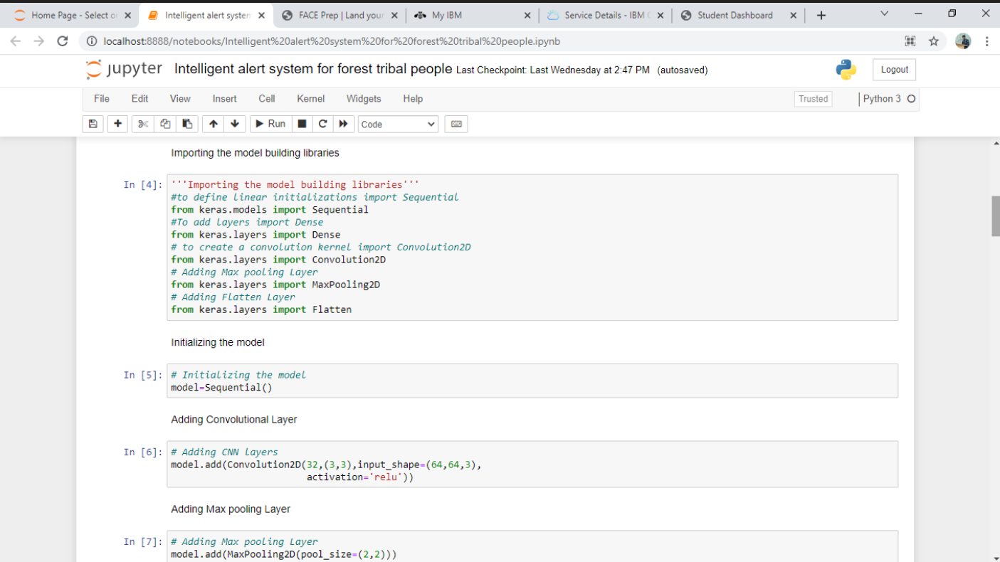 Home Page - Select o
Intelligent alert system
FACE Prep | Land your
My IBM
Service Details - IBM C
Student Dashboard
localhost:8888/notebooks/Intelligent%20alert%20system%20for%20forest%20tribal%20people.ipynb
jupyter Intelligent alert system for forest tribal people Last Checkpoint: Last Wednesday at 2:47 PM (autosaved)
Logout
File Edit View Insert Cell Kernel Widgets Help
Trusted
Python 3
Run
Code
Importing the model building libraries
In [4]: '''Importing the model building libraries'''
#to define linear initializations import Sequential
from keras.models import Sequential
#To add layers import Dense
from keras.layers import Dense
# to create a convolution kernel import Convolution2D
from keras.layers import Convolution2D
# Adding Max pooling Layer
from keras.layers import MaxPooling2D
# Adding Flatten Layer
from keras.layers import Flatten
Initializing the model
In [5]: # Initializing the model
model=Sequential()
Adding Convolutional Layer
In [6]: # Adding CNN layers
model.add(Convolution2D(32,(3,3),input_shape=(64,64,3),
activation='relu'))
Adding Max pooling Layer
In [7]: # Adding Max pooling Layer
model.add(MaxPooling2D(pool_size=(2,2)))